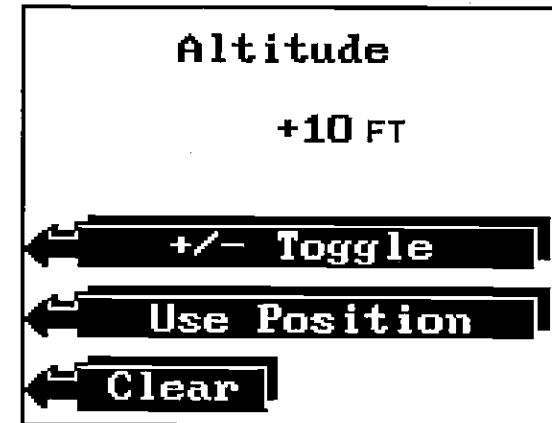 Altitude
+10 FT
+/- Toggle
Use Position
Clear